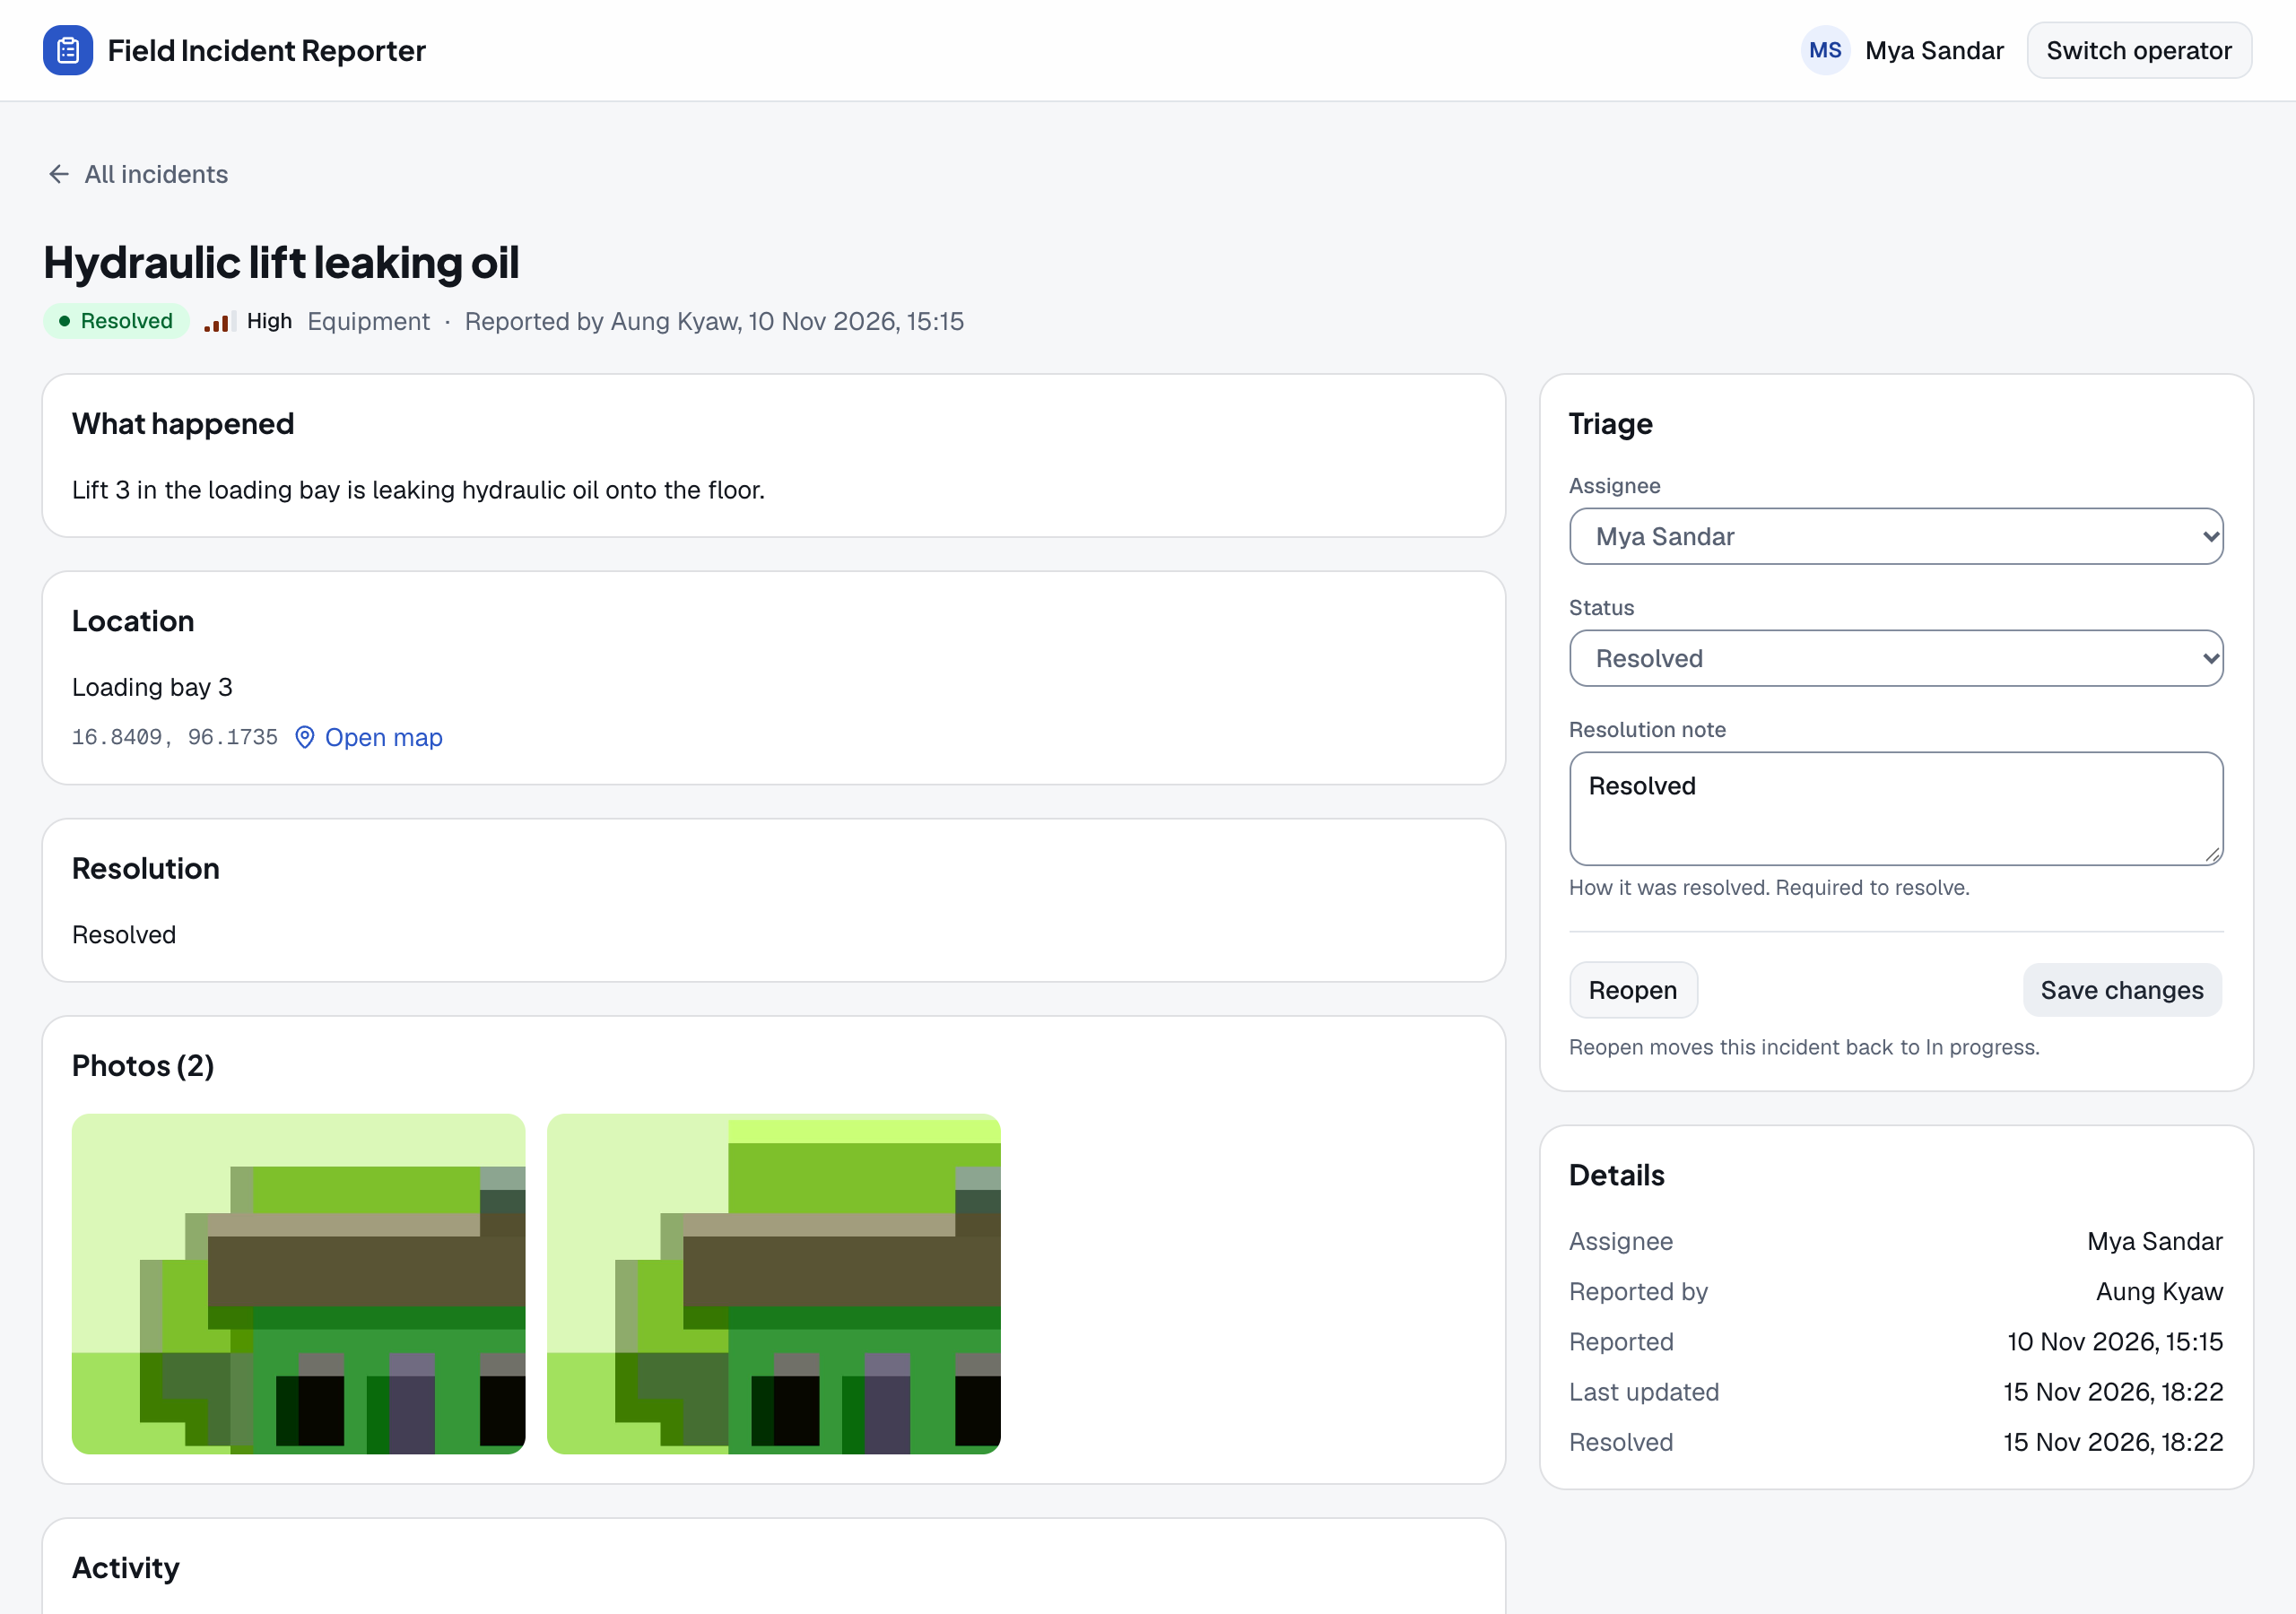 Field Incident Reporter
MS Mya Sandar Switch operator
All incidents
Hydraulic lift leaking oil
Resolved High Equipment · Reported by Aung Kyaw, 10 Nov 2026, 15:15
What happened
Lift 3 in the loading bay is leaking hydraulic oil onto the floor.
Location
Loading bay 3
16.8409, 96.1735 Open map
Resolution
Resolved
Photos (2)
Activity
Triage
Assignee
Mya Sandar
Status
Resolved
Resolution note
Resolved
How it was resolved. Required to resolve.
Reopen Save changes
Reopen moves this incident back to In progress.
Details
Assignee Mya Sandar
Reported by Aung Kyaw
Reported 10 Nov 2026, 15:15
Last updated 15 Nov 2026, 18:22
Resolved 15 Nov 2026, 18:22